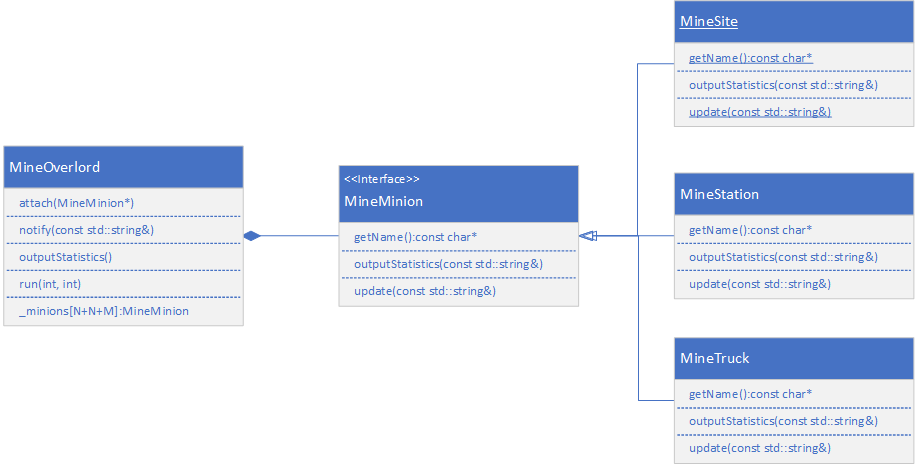 MineOverlord
attach(MineMinion*)
notify(const std::string&)
outputStatistics()
run(int, int)
_minions[N+N+M]:MineMinion
<<Interface>>
MineMinion
getName():const char*
outputStatistics(const std::string&)
update(const std::string&)
MineSite
getName():const char*
outputStatistics(const std::string&)
update(const std::string&)
MineStation
getName():const char*
outputStatistics(const std::string&)
update(const std::string&)
MineTruck
getName():const char*
outputStatistics(const std::string&)
update(const std::string&)